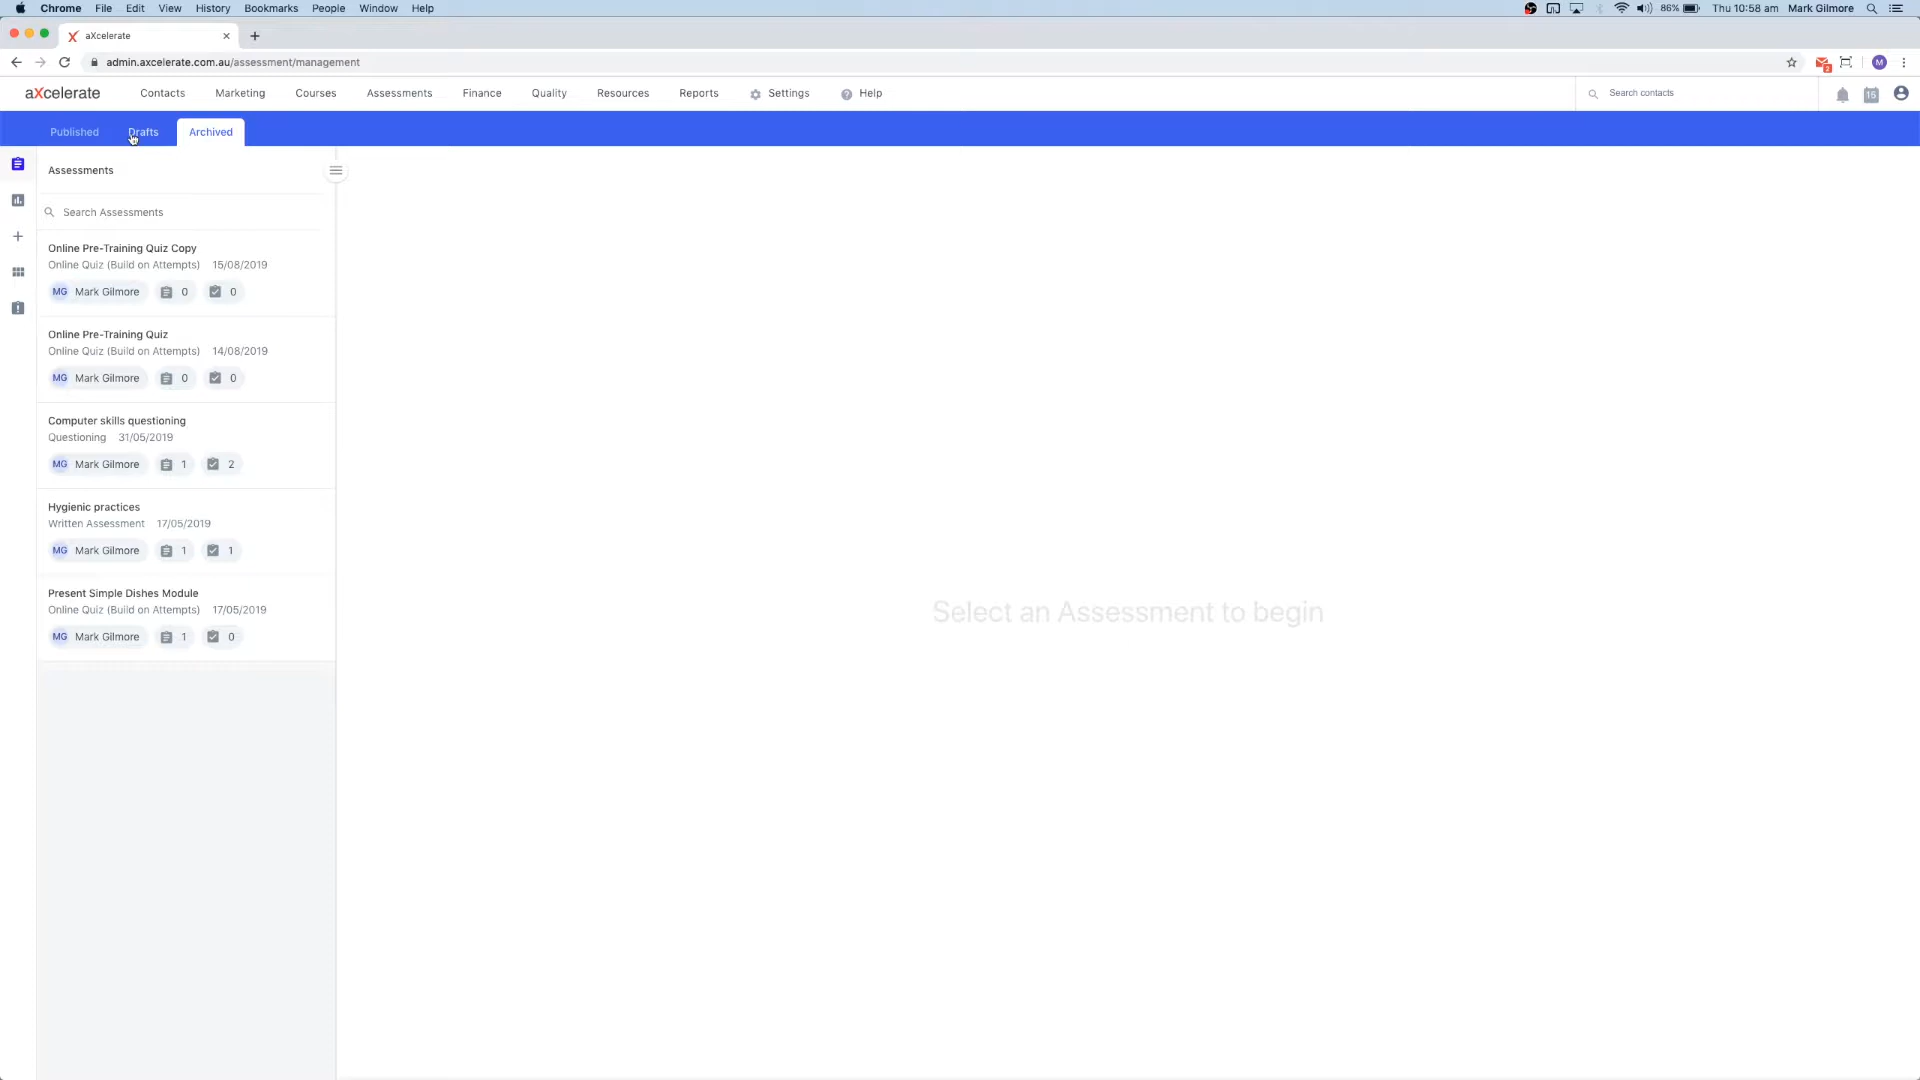 Chrome File Edit View History Bookmarks People Window Help 86% Thu 10:58 am Mark Gilmore
aXcelerate
admin.axcelerate.com.au/assessment/management 2 M
aXcelerate Contacts Marketing Courses Assessments Finance Quality Resources Reports Settings Help Search contacts 15
Published Drafts Archived
Assessments
Search Assessments
Online Pre-Training Quiz Copy
Online Quiz (Build on Attempts) 15/08/2019
MG Mark Gilmore 0 0
Online Pre-Training Quiz
Online Quiz (Build on Attempts) 14/08/2019
MG Mark Gilmore 0 0
Computer skills questioning
Questioning 31/05/2019
MG Mark Gilmore 1 2
Hygienic practices
Written Assessment 17/05/2019
MG Mark Gilmore 1 1
Present Simple Dishes Module
Online Quiz (Build on Attempts) 17/05/2019
MG Mark Gilmore 1 0
Select an Assessment to begin